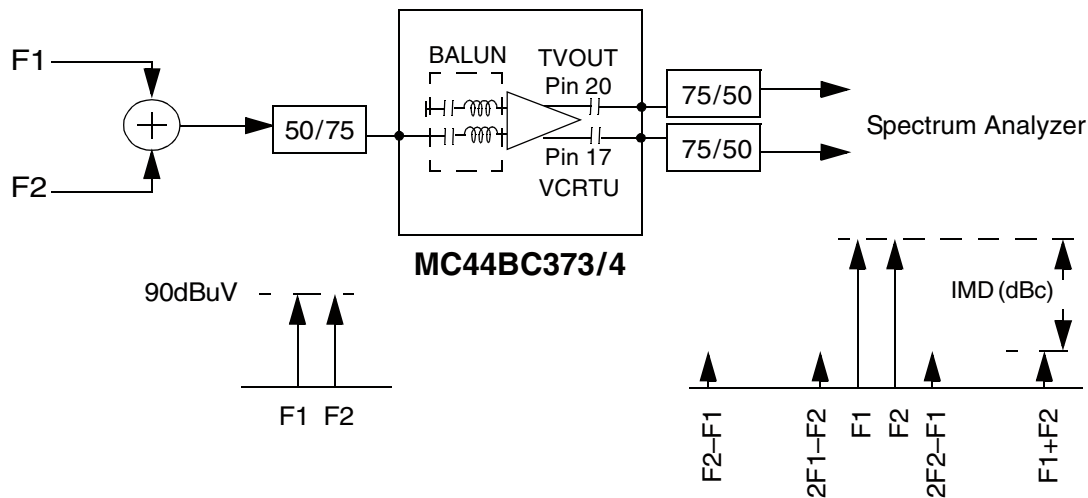 F1
F2
50/75
BALUN
TVOUT
Pin 20
Pin 17
VCRTU
75/50
75/50
Spectrum Analyzer
MC44BC373/4
90dBuV
F1 F2
IMD (dBc)
F2–F1
2F1–F2
F1
F2
2F2–F1
F1+F2